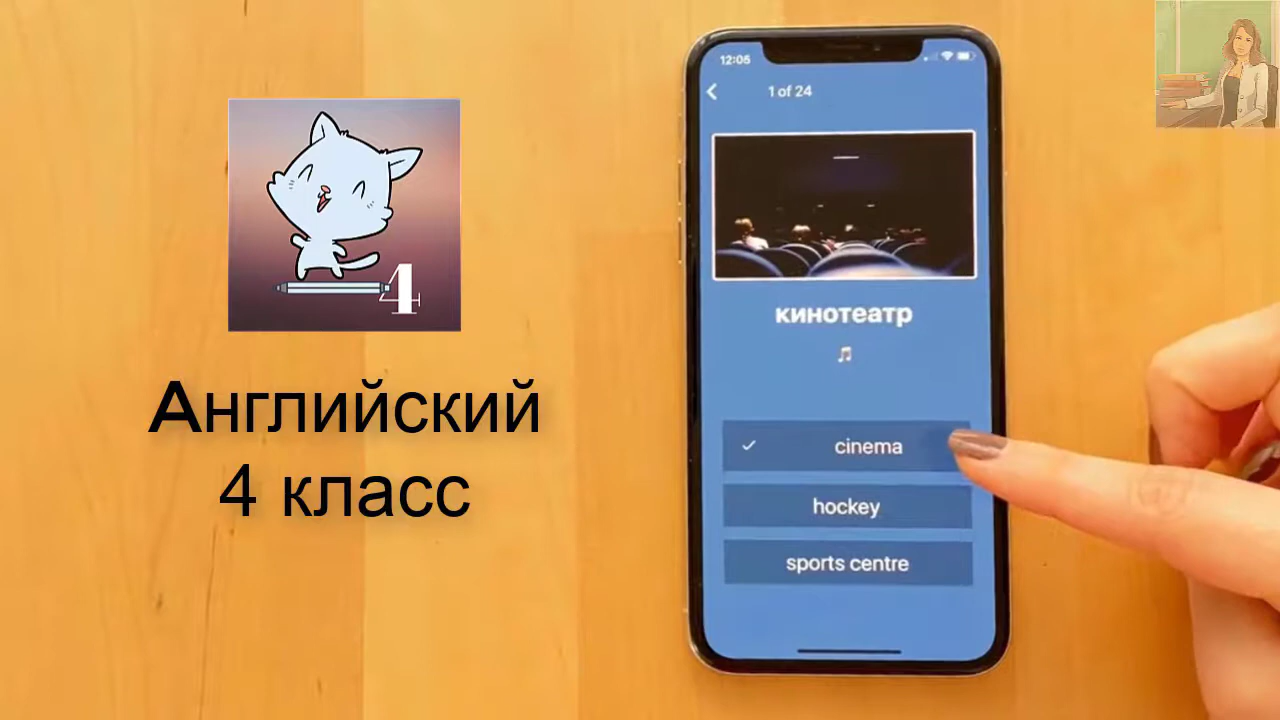 4
Английский
4 класс
12:05
1 of 24
кинотеатр
cinema
hockey
sports centre